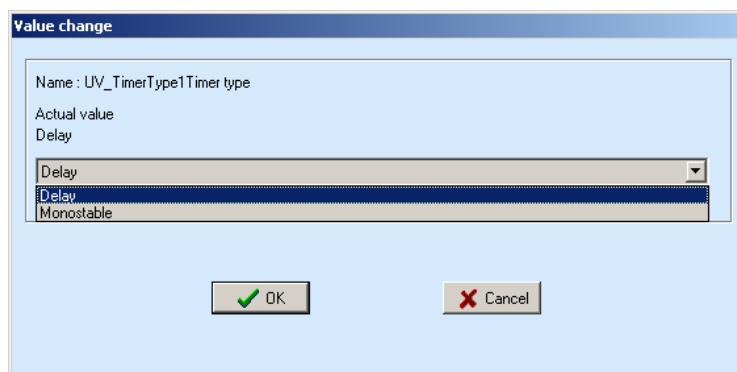 Value change
Name : UV_TimerType1Timer type
Actual value
Delay
Delay
Delay
Monostable
OK
Cancel